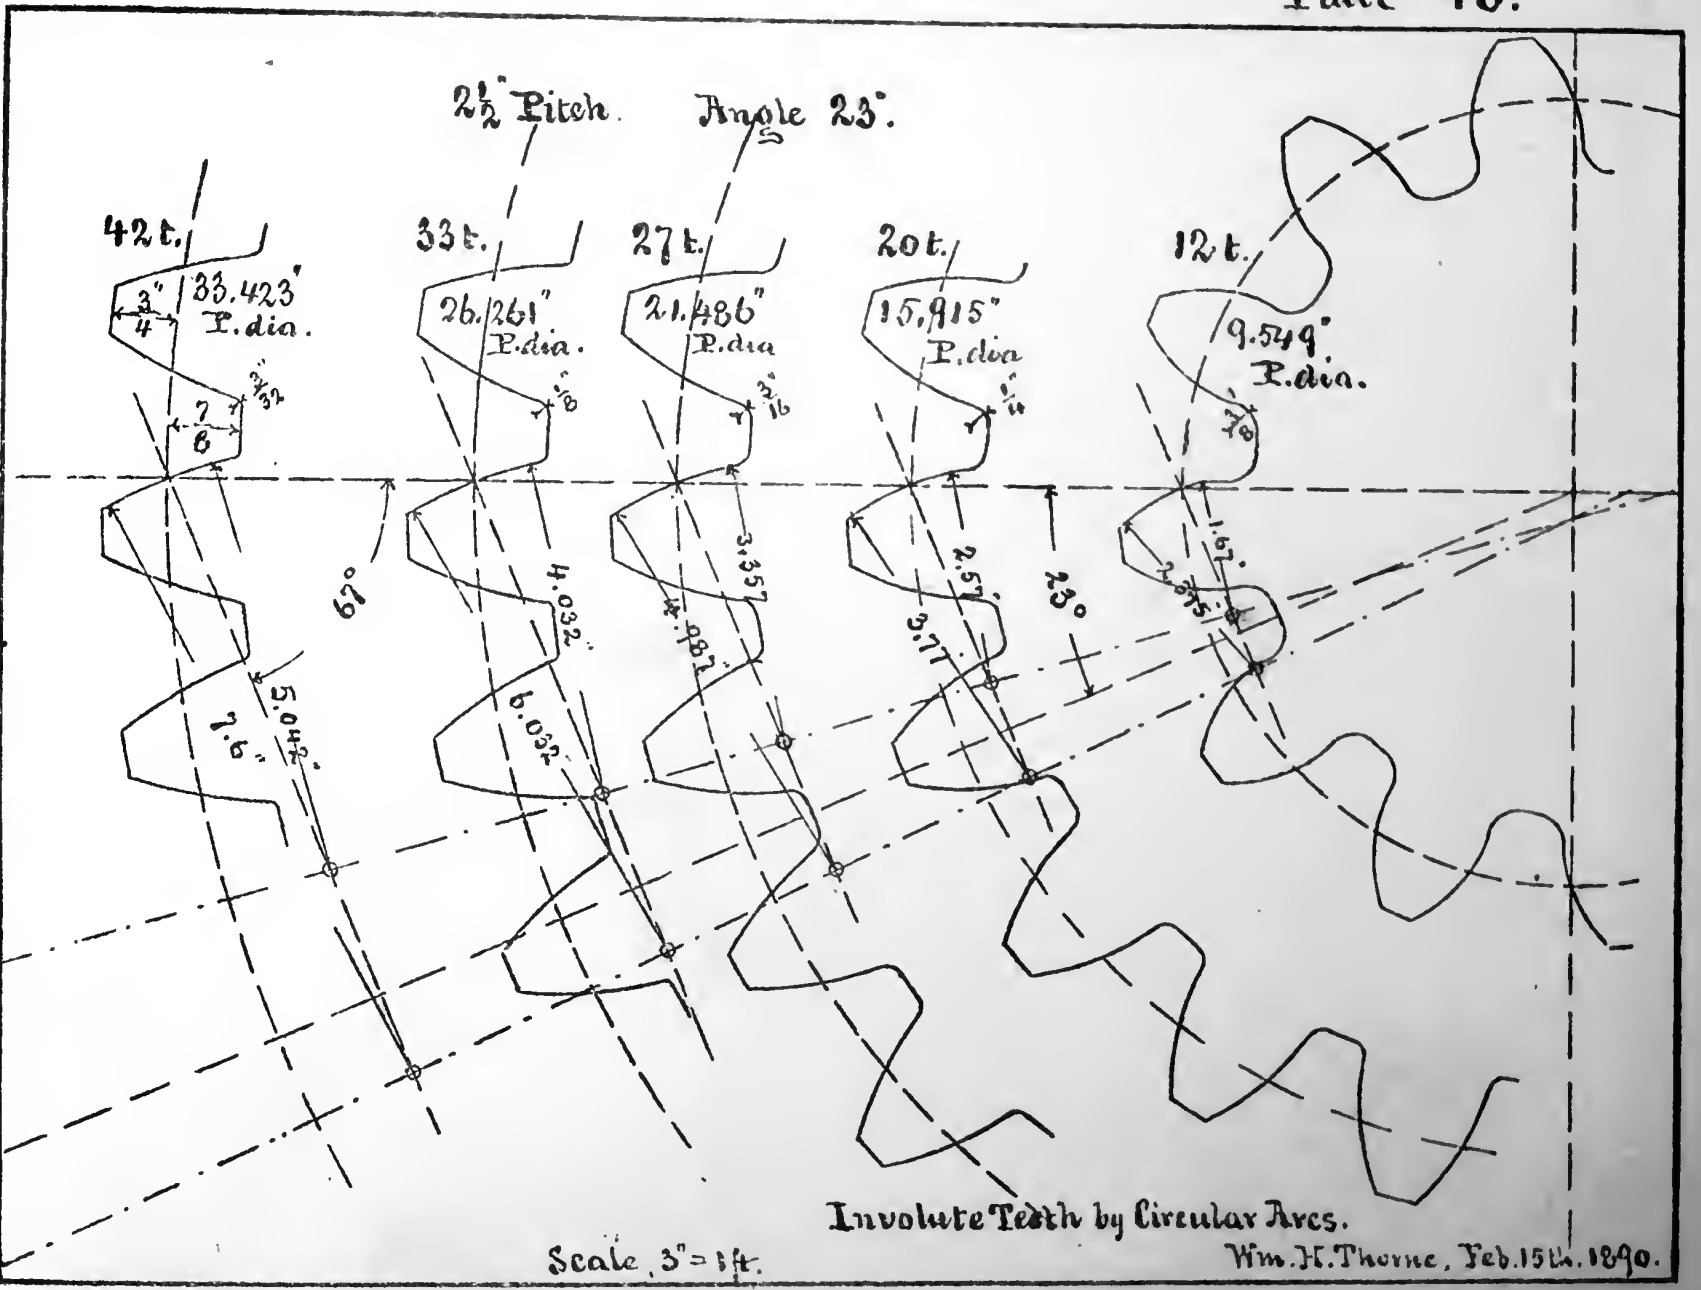 2½" Pitch. Angle 23°.
42 t. 33 t. 27 t. 20 t. 12 t.
33.423"
P. dia.
26.261"
P. dia.
21.486"
P. dia
15.915"
P. dia
9.549"
P. dia.
3/4"
3/32"
1/8"
3/16"
1/4"
7/8
67°
23°
5.042"
7.6"
4.032"
6.032"
3.357
4.987"
2.57"
3.77
1.67"
2.375
Involute Teeth by Circular Arcs.
Scale, 3" = 1 ft.
Wm. H. Thorne, Feb. 15th. 1890.